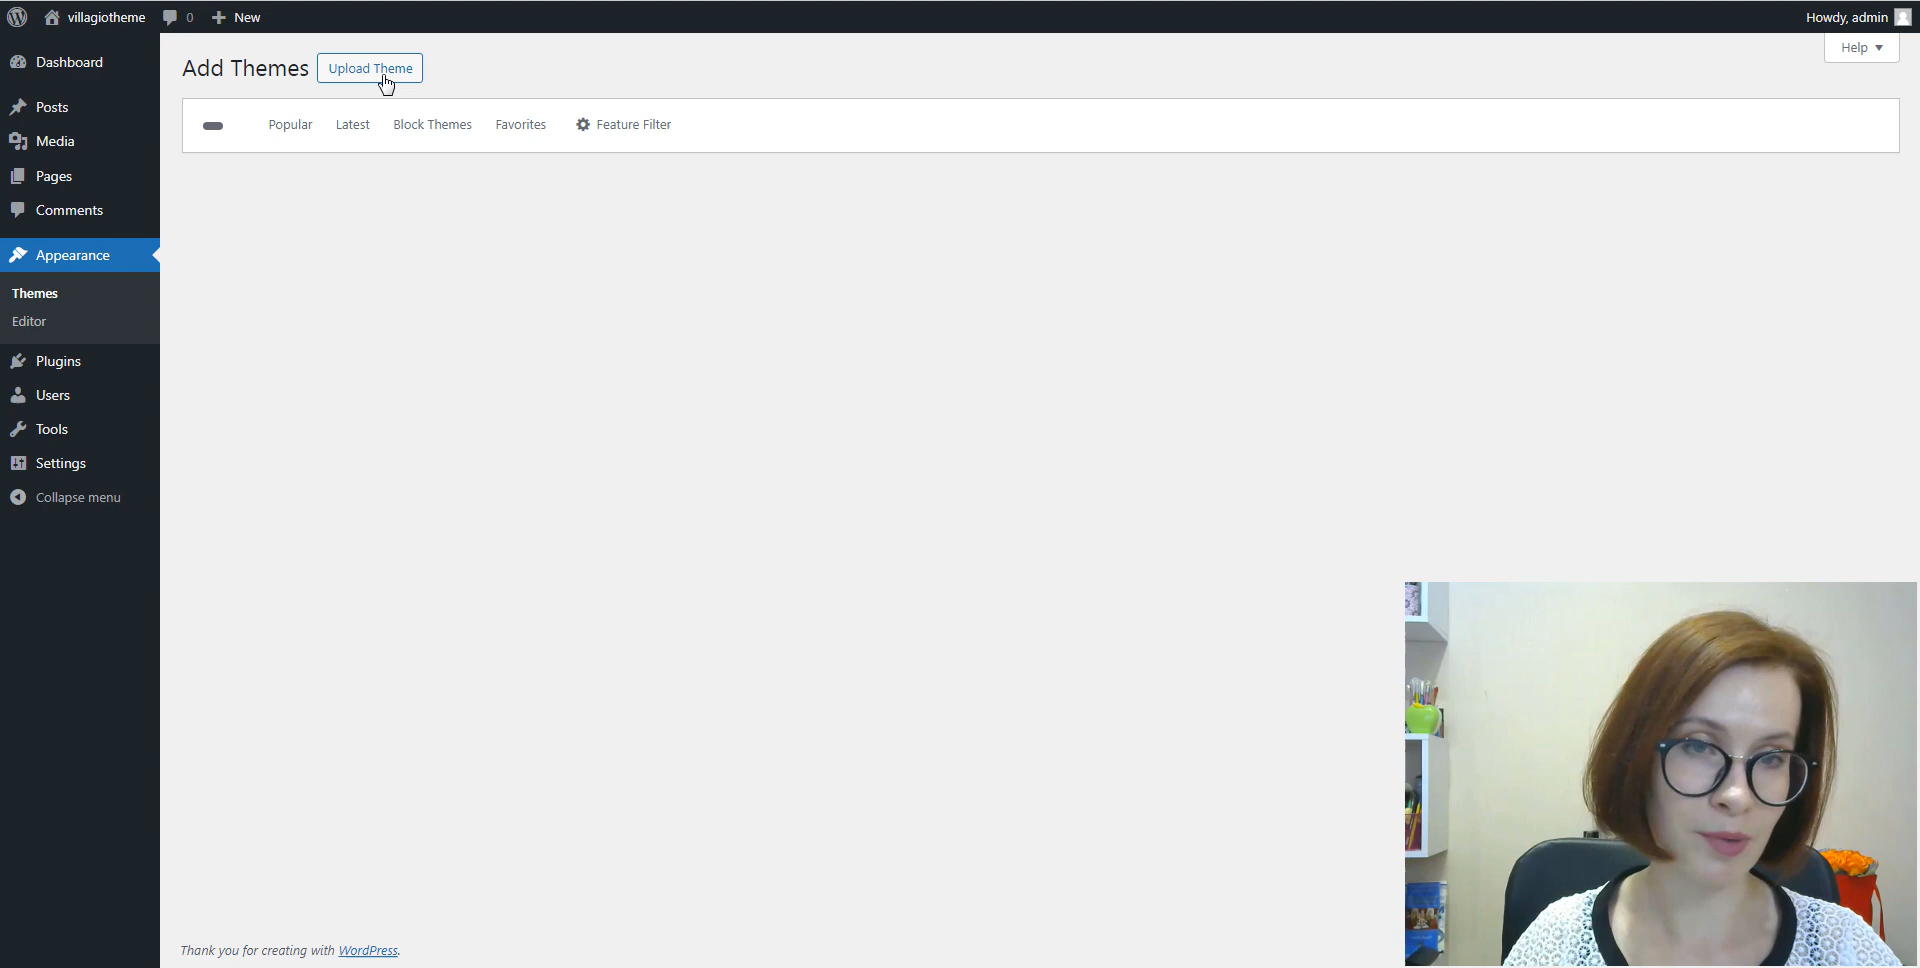 villagiotheme 0 New Howdy, admin
Help
Dashboard
Posts
Media
Pages
Comments
Appearance
Themes
Editor
Plugins
Users
Tools
Settings
Collapse menu
Add Themes Upload Theme
Popular Latest Block Themes Favorites Feature Filter
Thank you for creating with WordPress.